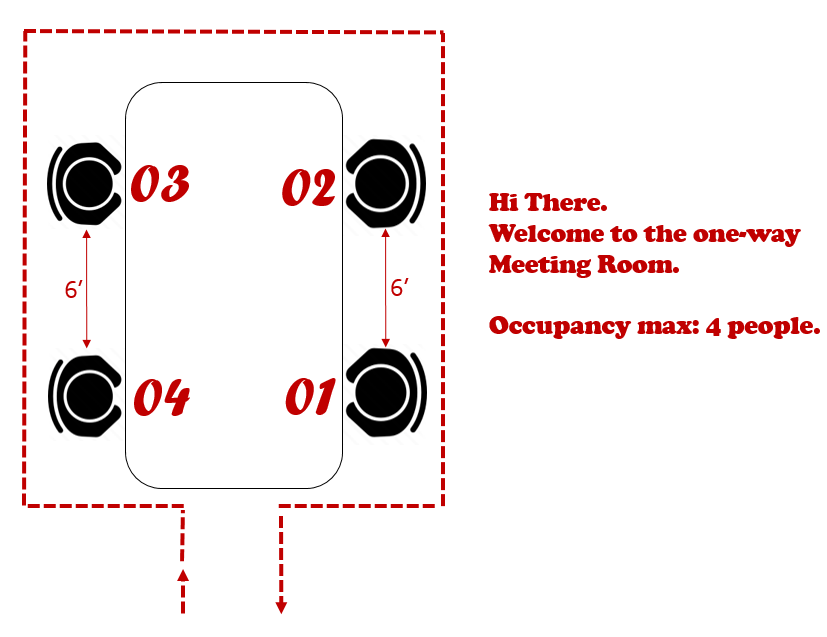 03
02
Hi There.
Welcome to the one-way
Meeting Room.
6’
6’
Occupancy max: 4 people.
04
01